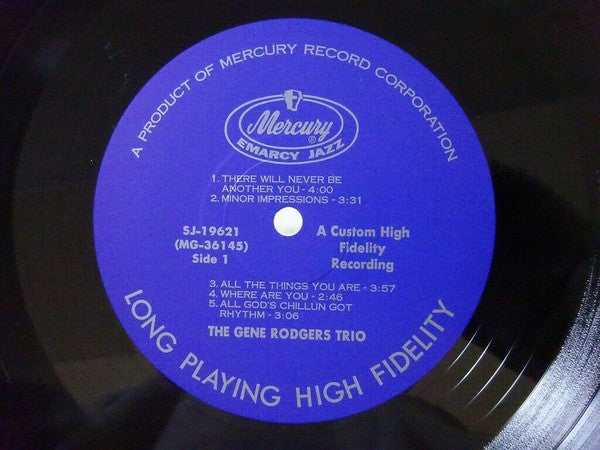 A PRODUCT OF MERCURY RECORD CORPORATION
Mercury ®
EMARCY JAZZ
1. THERE WILL NEVER BE
ANOTHER YOU - 4:00
2. MINOR IMPRESSIONS - 3:31
SJ-19621
(MG-36145)
Side 1
A Custom High
Fidelity
Recording
3. ALL THE THINGS YOU ARE - 3:57
4. WHERE ARE YOU - 2:46
5. ALL GOD'S CHILLUN GOT
RHYTHM - 3:06
THE GENE RODGERS TRIO
LONG PLAYING HIGH FIDELITY